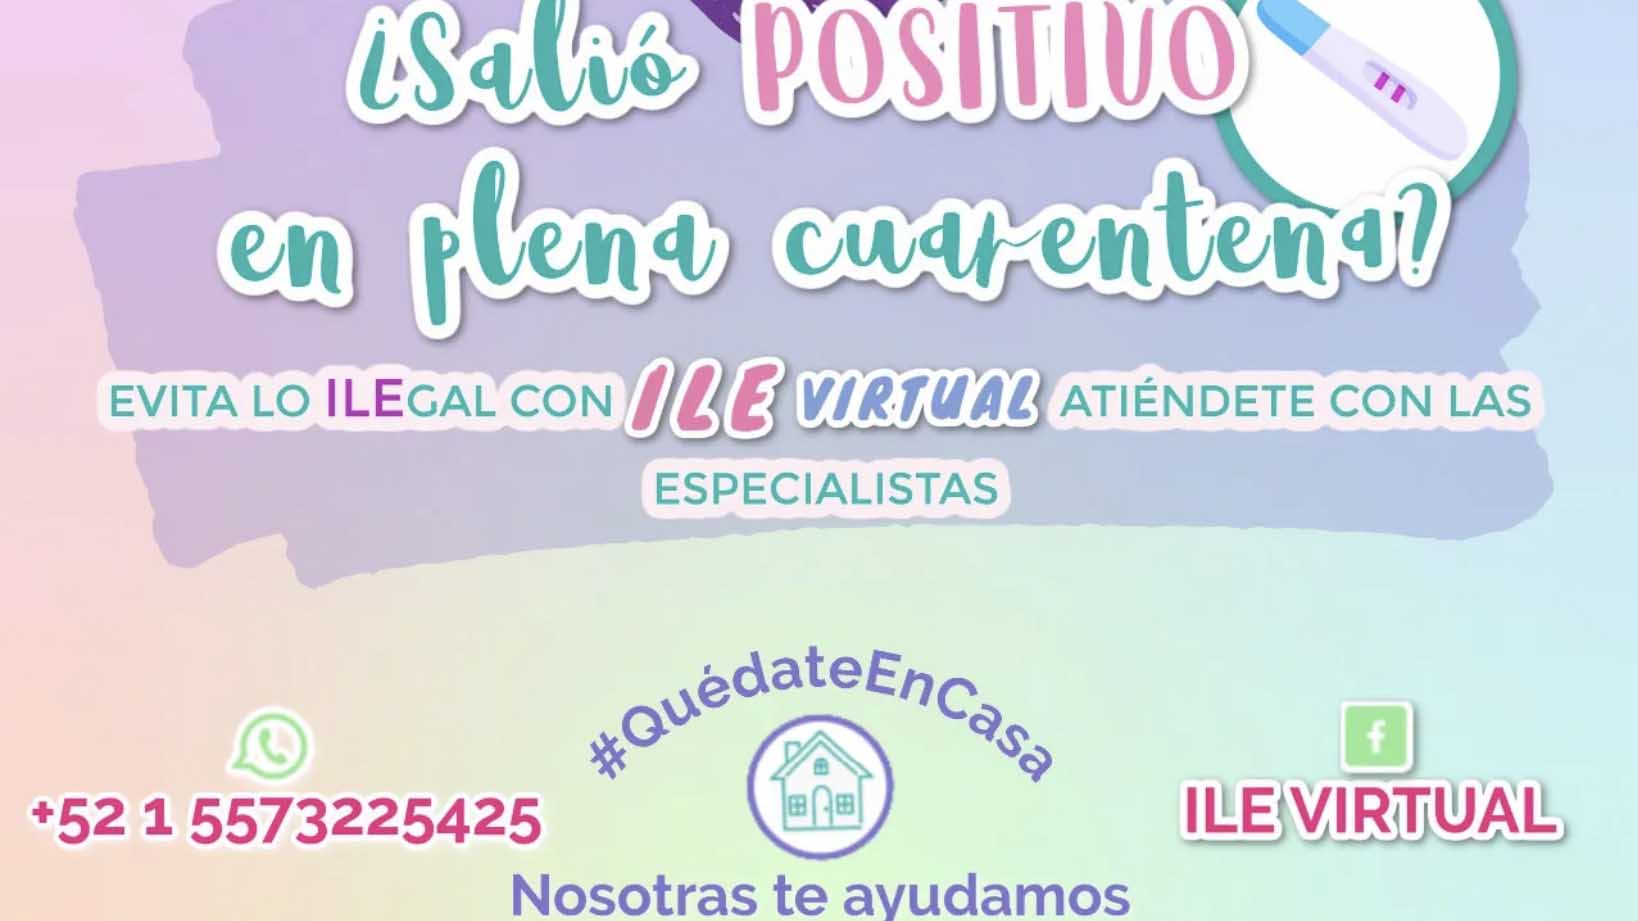 ¿Salió POSITIVO
en plena cuarentena?
EVITA LO ILEGAL CON ILE VIRTUAL ATIÉNDETE CON LAS
ESPECIALISTAS
#QuédateEnCasa
+52 1 5573225425
ILE VIRTUAL
Nosotras te ayudamos